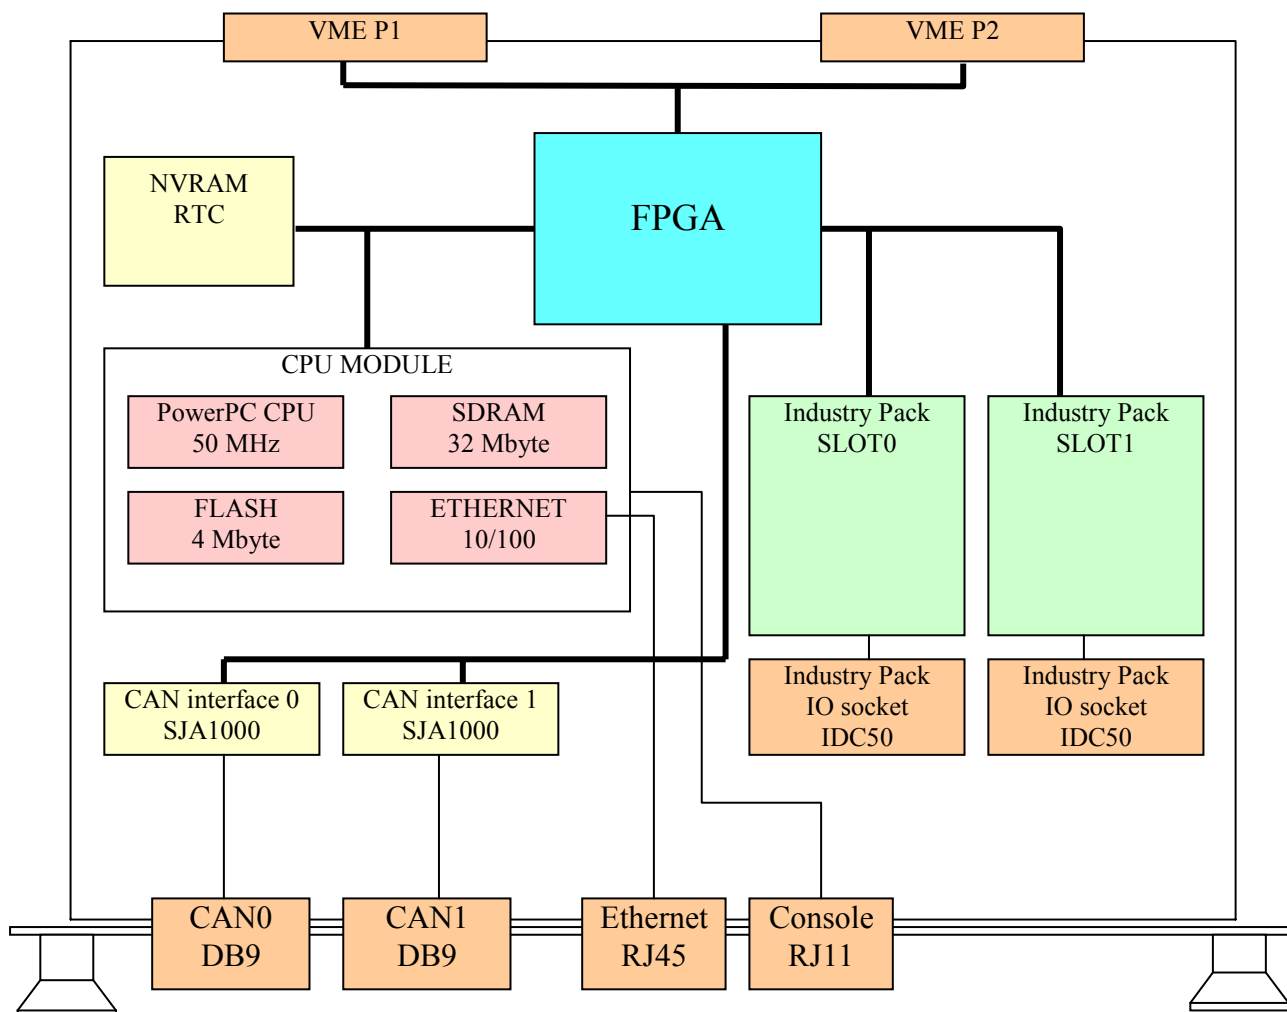 VME P1
VME P2
NVRAM
RTC
FPGA
CPU MODULE
PowerPC CPU
50 MHz
SDRAM
32 Mbyte
FLASH
4 Mbyte
ETHERNET
10/100
Industry Pack
SLOT0
Industry Pack
SLOT1
CAN interface 0
SJA1000
CAN interface 1
SJA1000
Industry Pack
IO socket
IDC50
Industry Pack
IO socket
IDC50
CAN0
DB9
CAN1
DB9
Ethernet
RJ45
Console
RJ11